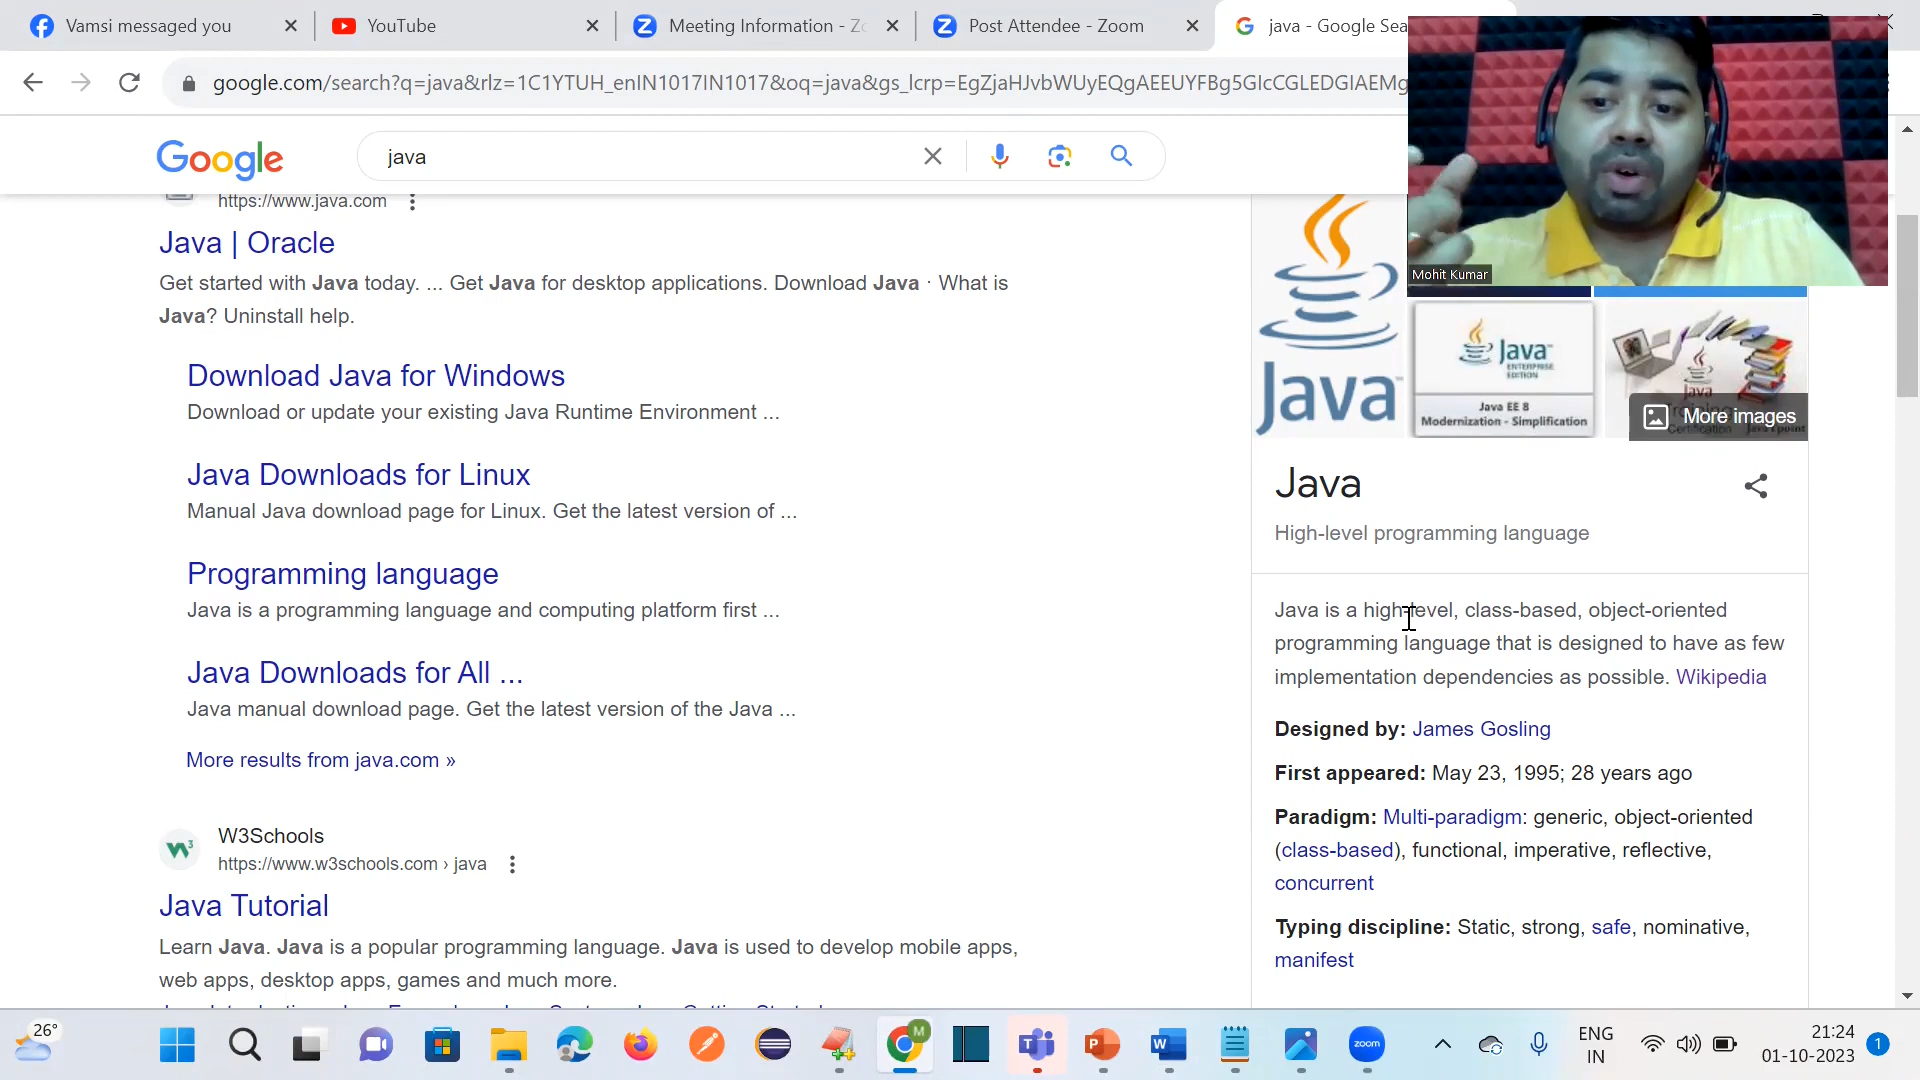 Vamsi messaged you
YouTube
Meeting Information - Zo
Post Attendee - Zoom
java - Google Sea
google.com/search?q=java&rlz=1C1YTUH_enIN1017IN1017&oq=java&gs_lcrp=EgZjaHJvbWUyEQgAEEUYFBg5GIcCGLEDGIAEMg
Google
java
Mohit Kumar
https://www.java.com
Java | Oracle
Get started with Java today. ... Get Java for desktop applications. Download Java · What is
Java? Uninstall help.
Download Java for Windows
Download or update your existing Java Runtime Environment ...
Java Downloads for Linux
Manual Java download page for Linux. Get the latest version of ...
Programming language
Java is a programming language and computing platform first ...
Java Downloads for All ...
Java manual download page. Get the latest version of the Java ...
More results from java.com »
W3Schools
https://www.w3schools.com › java
Java Tutorial
Learn Java. Java is a popular programming language. Java is used to develop mobile apps,
web apps, desktop apps, games and much more.
Java
Java
ENTERPRISE
EDITION
Java EE 8
Modernization - Simplification
Java
More images
Java
High-level programming language
Java is a high-level, class-based, object-oriented
programming language that is designed to have as few
implementation dependencies as possible. Wikipedia
Designed by: James Gosling
First appeared: May 23, 1995; 28 years ago
Paradigm: Multi-paradigm: generic, object-oriented
(class-based), functional, imperative, reflective,
concurrent
Typing discipline: Static, strong, safe, nominative,
manifest
26°
M
zoom
ENG
IN
21:24
01-10-2023
1